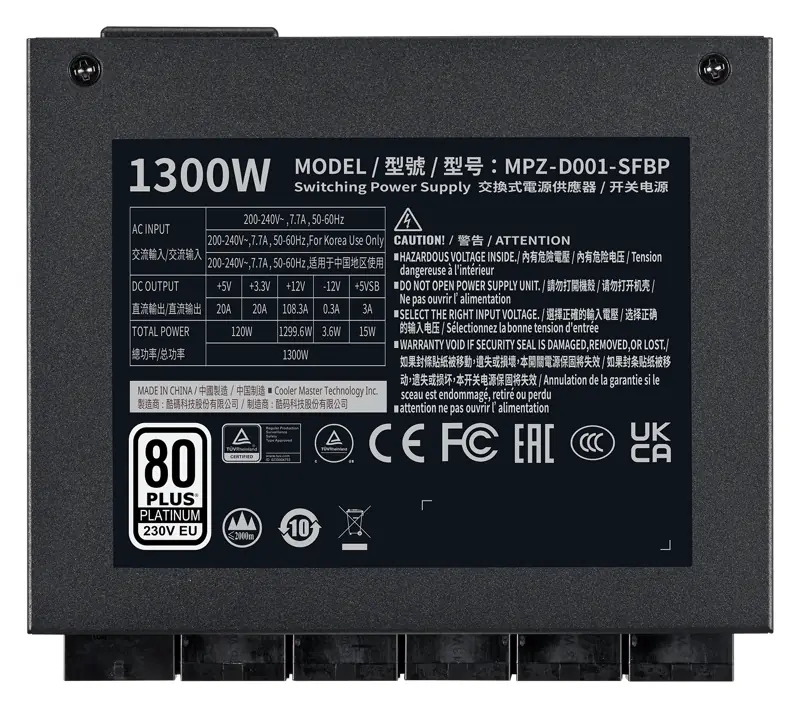 1300W
MODEL / 型號 / 型号：MPZ-D001-SFBP
Switching Power Supply 交換式電源供應器 / 开关电源
AC INPUT
交流輸入/交流输入
200-240V~ , 7.7A , 50-60Hz
200-240V~,7.7A , 50-60Hz,For Korea Use Only
200-240V~,7.7A , 50-60Hz,适用于中国地区使用
DC OUTPUT +5V +3.3V +12V -12V +5VSB
直流輸出/直流输出 20A 20A 108.3A 0.3A 3A
TOTAL POWER 120W 1299.6W 3.6W 15W
總功率/总功率 1300W
MADE IN CHINA / 中國製造 / 中国制造 ■ Cooler Master Technology Inc.
製造商：酷碼科技股份有限公司 / 制造商：酷码科技股份有限公司
CAUTION! / 警告 / ATTENTION
■HAZARDOUS VOLTAGE INSIDE./ 內有危險電壓 / 内有危险电压 / Tension
dangereuse à l'intérieur
■DO NOT OPEN POWER SUPPLY UNIT. / 請勿打開機殼 / 请勿打开机壳 /
Ne pas ouvrir l' alimentation
■SELECT THE RIGHT INPUT VOLTAGE. / 選擇正確的輸入電壓 / 选择正确
的输入电压 / Sélectionnez la bonne tension d'entrée
■WARRANTY VOID IF SECURITY SEAL IS DAMAGED,REMOVED,OR LOST./
如果封條貼紙被移動，遺失或損壞，本開關電源保固將失效 / 如果封条贴纸被移
动，遗失或损坏，本开关电源保固将失效 / Annulation de la garantie si le
sceau est endommagé, retiré ou perdu
■attention ne pas ouvrir l' alimentation
80
PLUS®
PLATINUM
230V EU
TÜVRheinland
CERTIFIED
Regular Production
Surveillance
Safety
Type Approved
www.tuv.com
TÜVRheinland
CE
FC
EAC
CCC
UK
CA
≤2000m
10